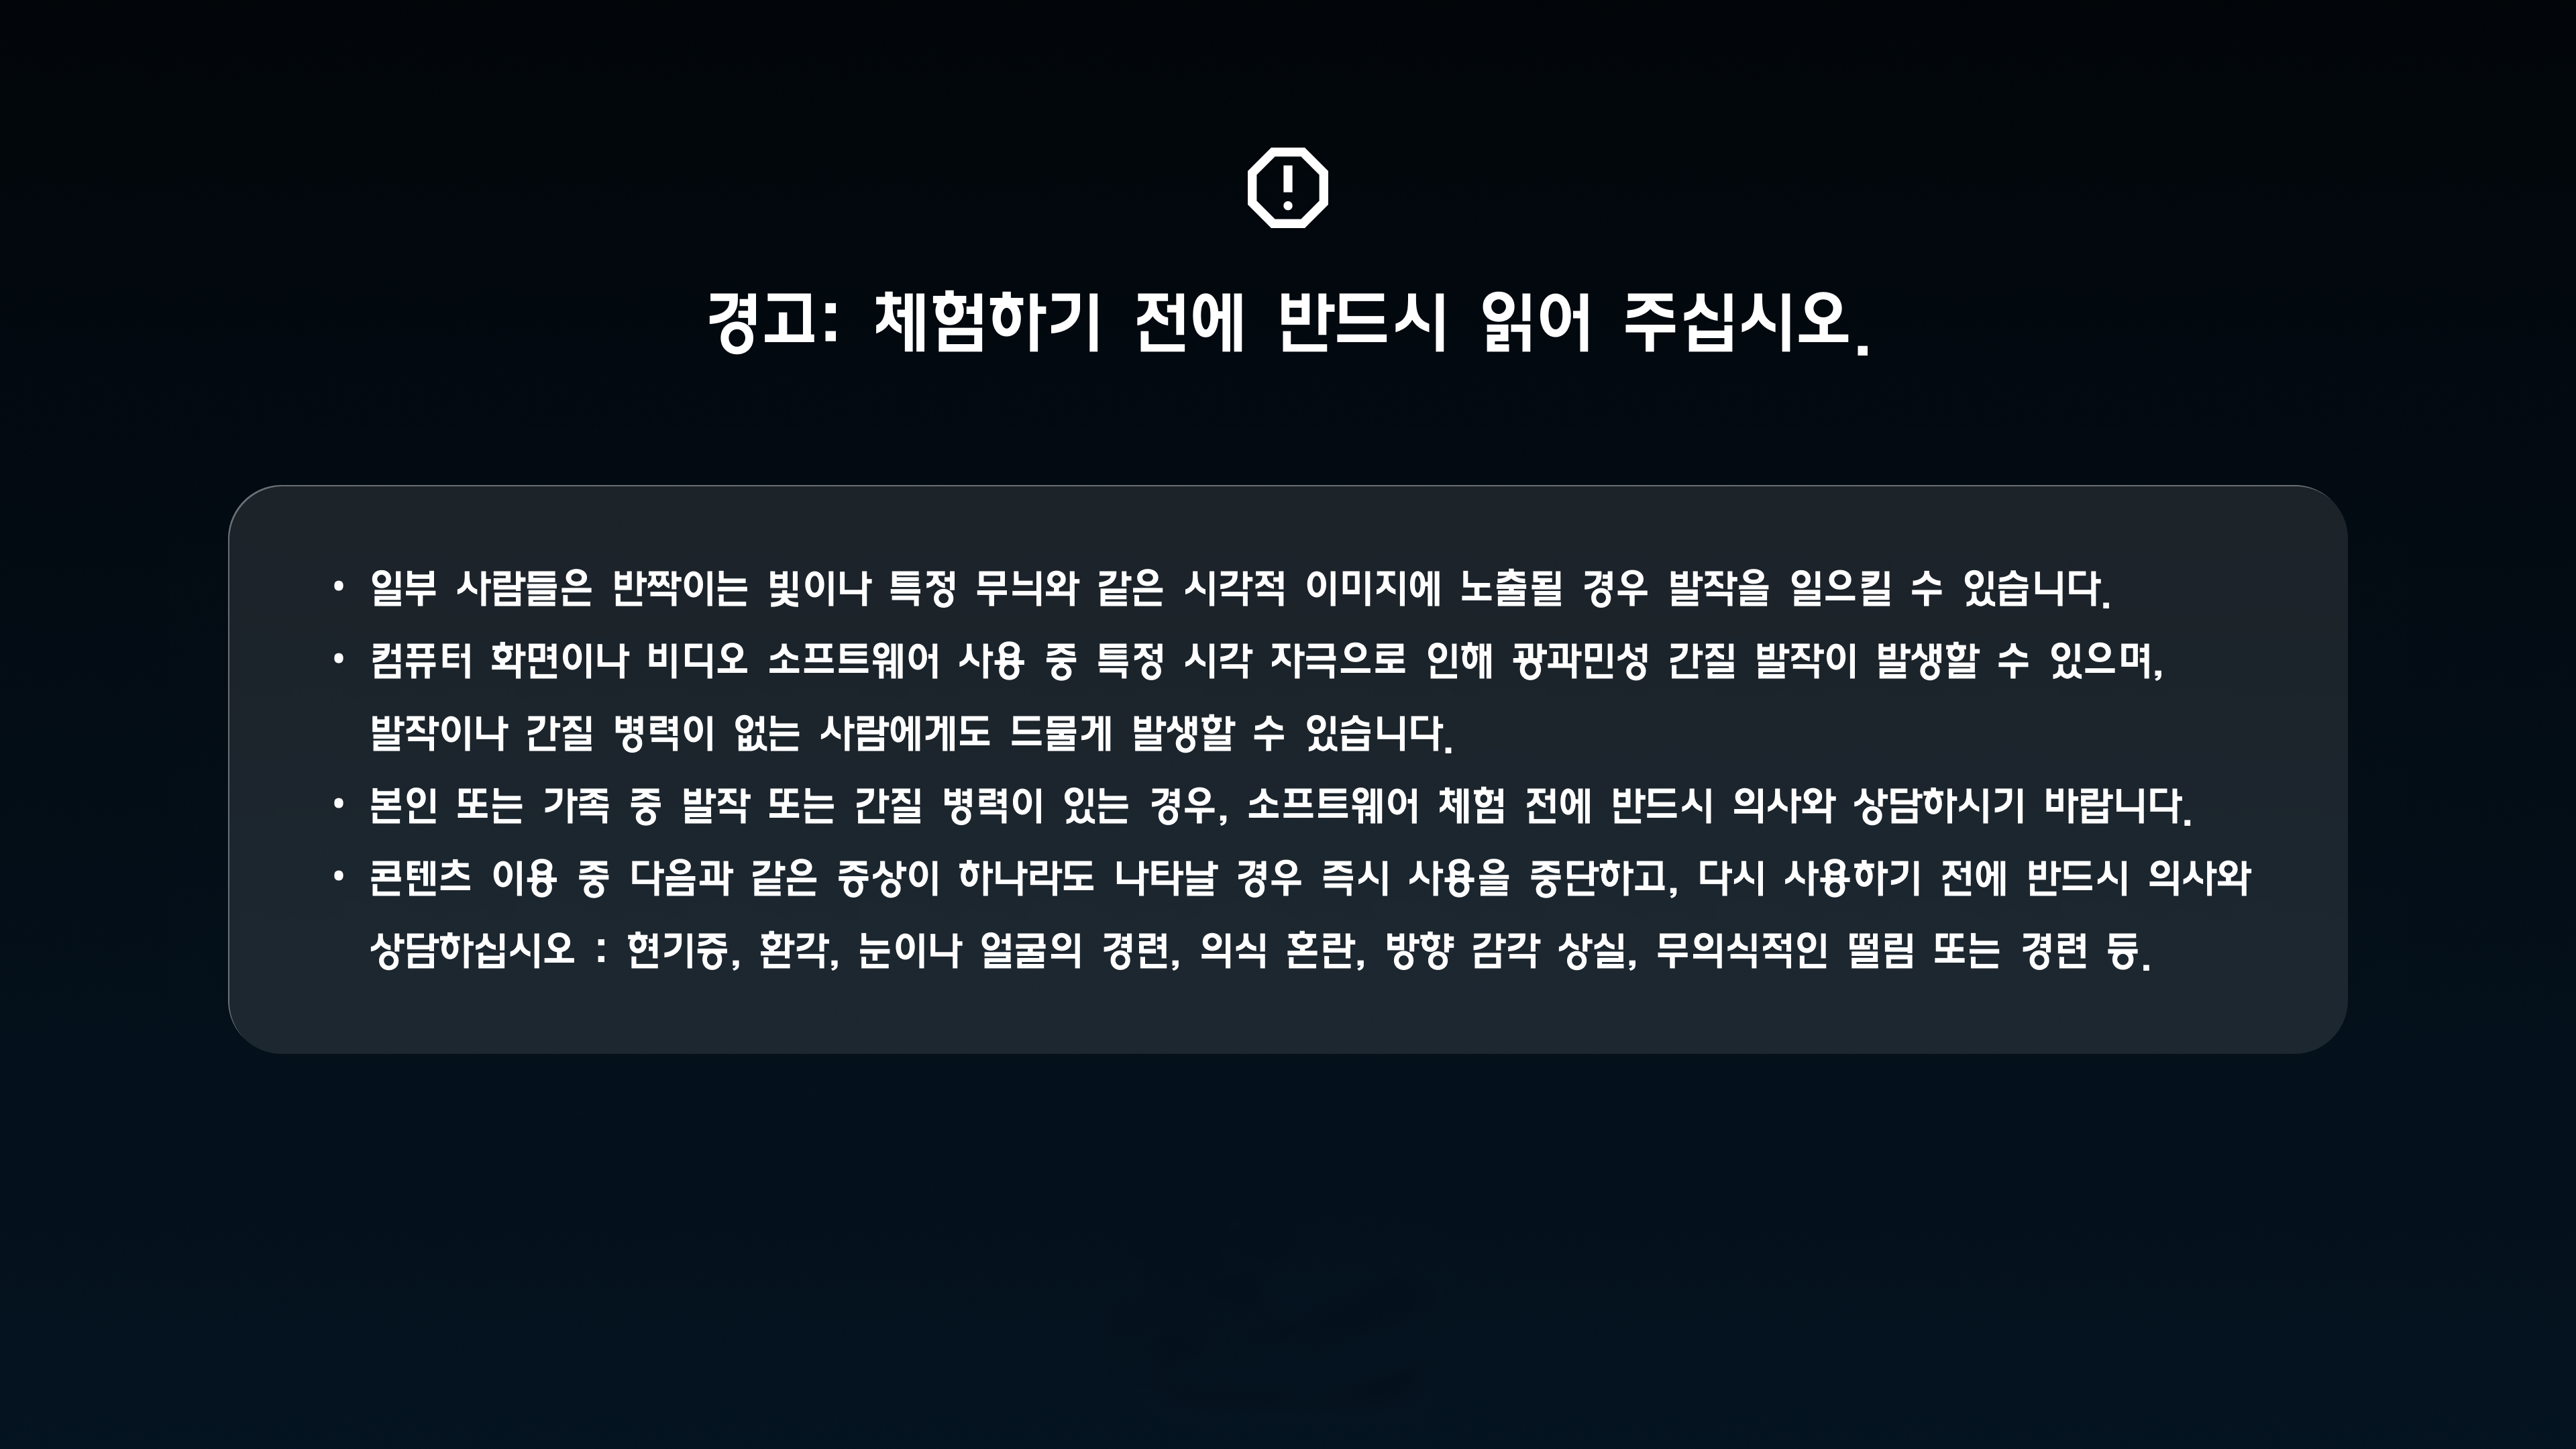 경고: 체험하기 전에 반드시 읽어 주십시오.
• 일부 사람들은 반짝이는 빛이나 특정 무늬와 같은 시각적 이미지에 노출될 경우 발작을 일으킬 수 있습니다.
• 컴퓨터 화면이나 비디오 소프트웨어 사용 중 특정 시각 자극으로 인해 광과민성 간질 발작이 발생할 수 있으며,
발작이나 간질 병력이 없는 사람에게도 드물게 발생할 수 있습니다.
• 본인 또는 가족 중 발작 또는 간질 병력이 있는 경우, 소프트웨어 체험 전에 반드시 의사와 상담하시기 바랍니다.
• 콘텐츠 이용 중 다음과 같은 증상이 하나라도 나타날 경우 즉시 사용을 중단하고, 다시 사용하기 전에 반드시 의사와
상담하십시오 : 현기증, 환각, 눈이나 얼굴의 경련, 의식 혼란, 방향 감각 상실, 무의식적인 떨림 또는 경련 등.